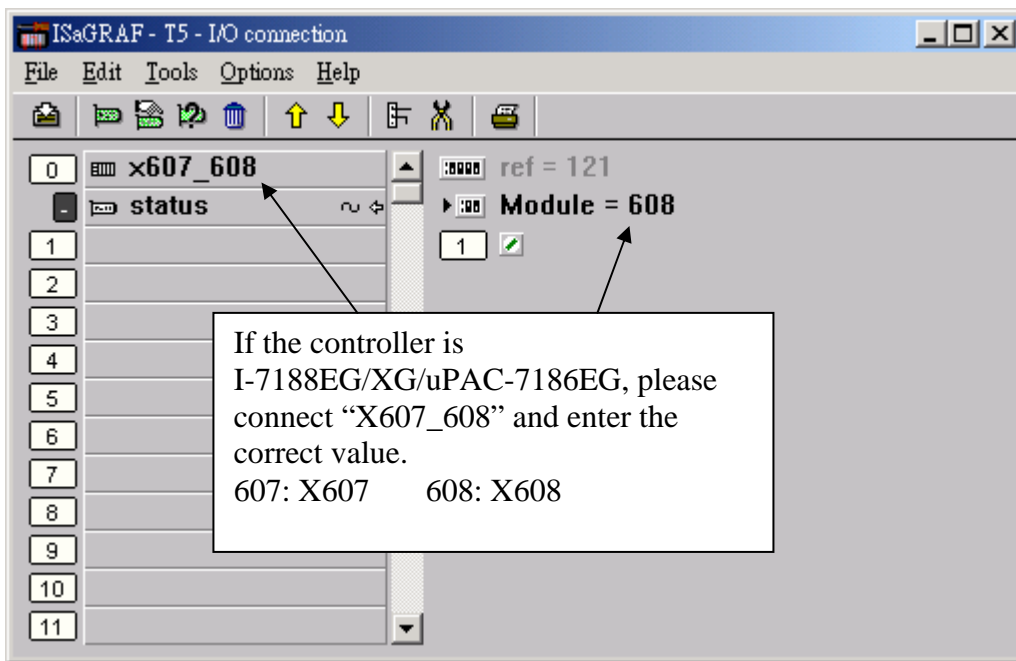 ISaGRAF - T5 - I/O connection
File Edit Tools Options Help
0 x607_608
- status
1
2
3
4
5
6
7
8
9
10
11
ref = 121
Module = 608
1
If the controller is
I-7188EG/XG/uPAC-7186EG, please
connect “X607_608” and enter the
correct value.
607: X607 608: X608